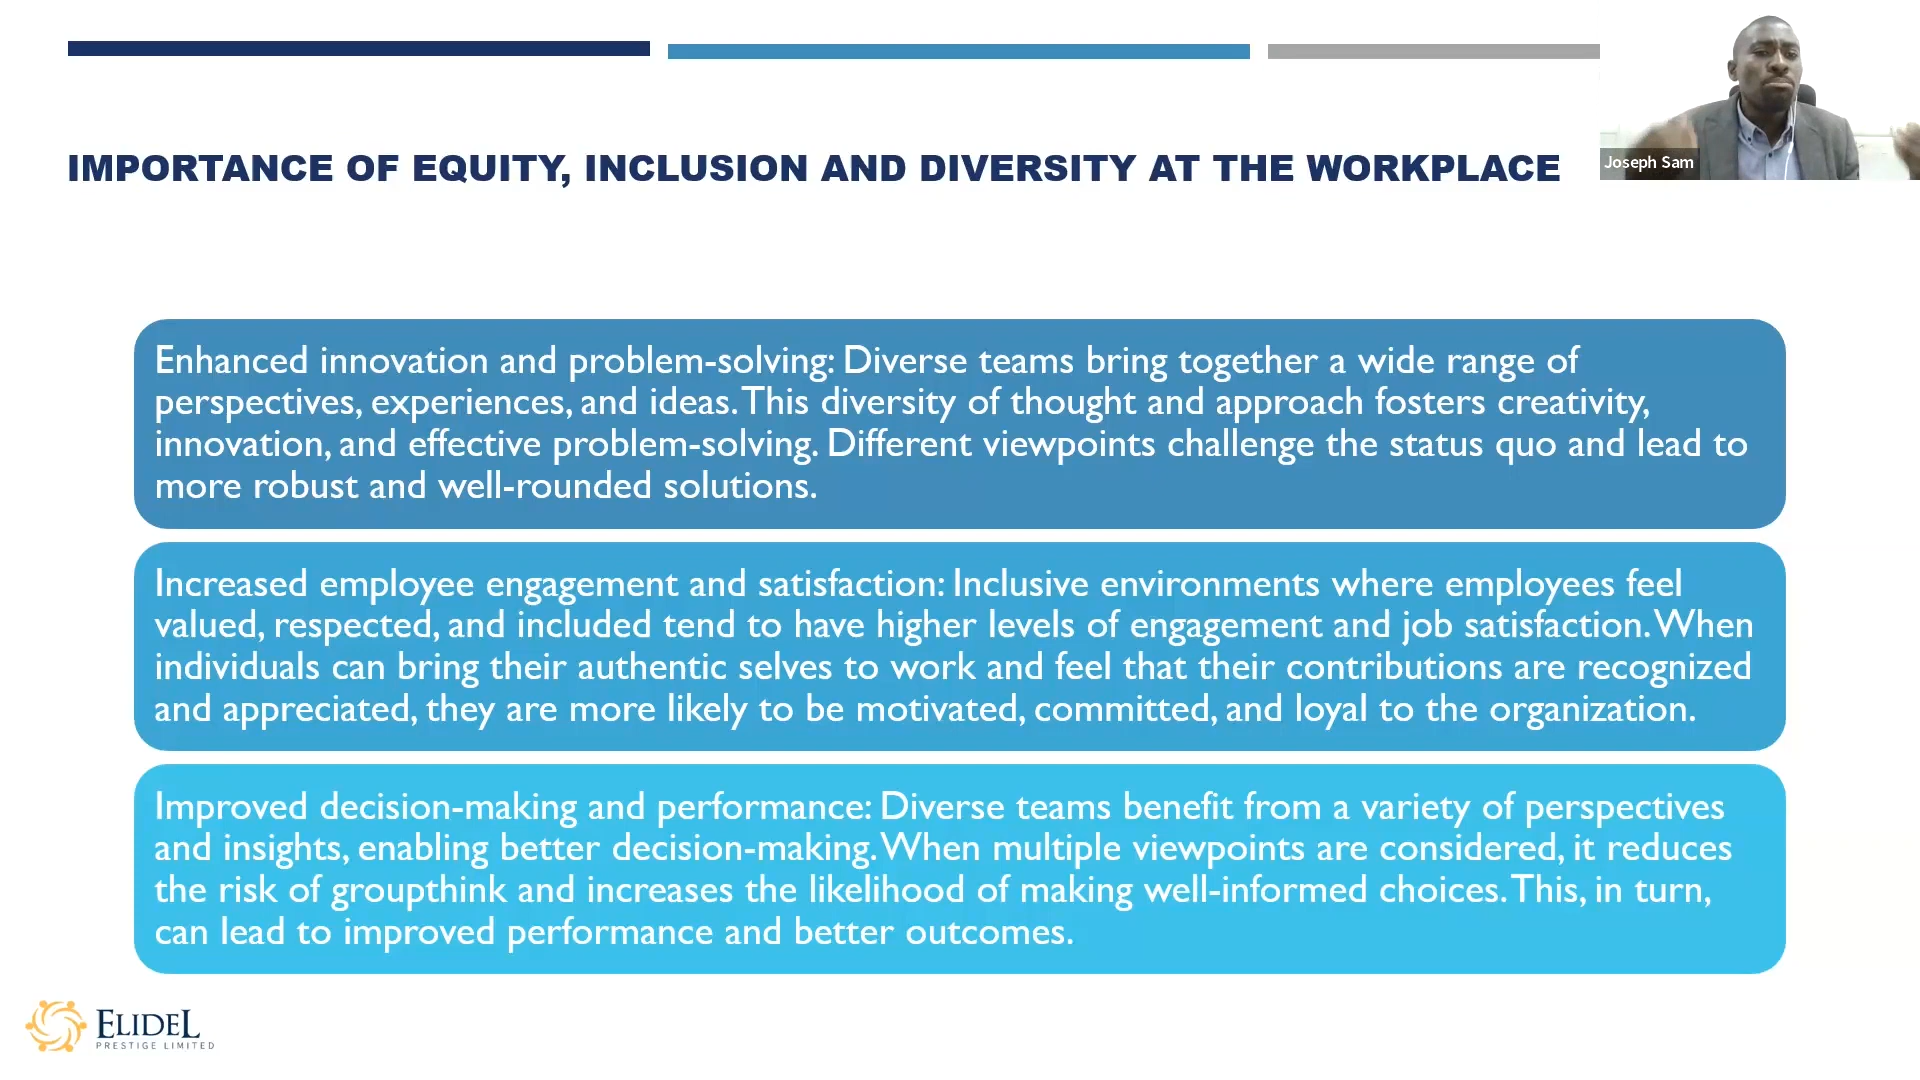 IMPORTANCE OF EQUITY, INCLUSION AND DIVERSITY AT THE WORKPLACE
Joseph Sam
Enhanced innovation and problem-solving: Diverse teams bring together a wide range of
perspectives, experiences, and ideas. This diversity of thought and approach fosters creativity,
innovation, and effective problem-solving. Different viewpoints challenge the status quo and lead to
more robust and well-rounded solutions.
Increased employee engagement and satisfaction: Inclusive environments where employees feel
valued, respected, and included tend to have higher levels of engagement and job satisfaction. When
individuals can bring their authentic selves to work and feel that their contributions are recognized
and appreciated, they are more likely to be motivated, committed, and loyal to the organization.
Improved decision-making and performance: Diverse teams benefit from a variety of perspectives
and insights, enabling better decision-making. When multiple viewpoints are considered, it reduces
the risk of groupthink and increases the likelihood of making well-informed choices. This, in turn,
can lead to improved performance and better outcomes.
ELIDEL
PRESTIGE LIMITED